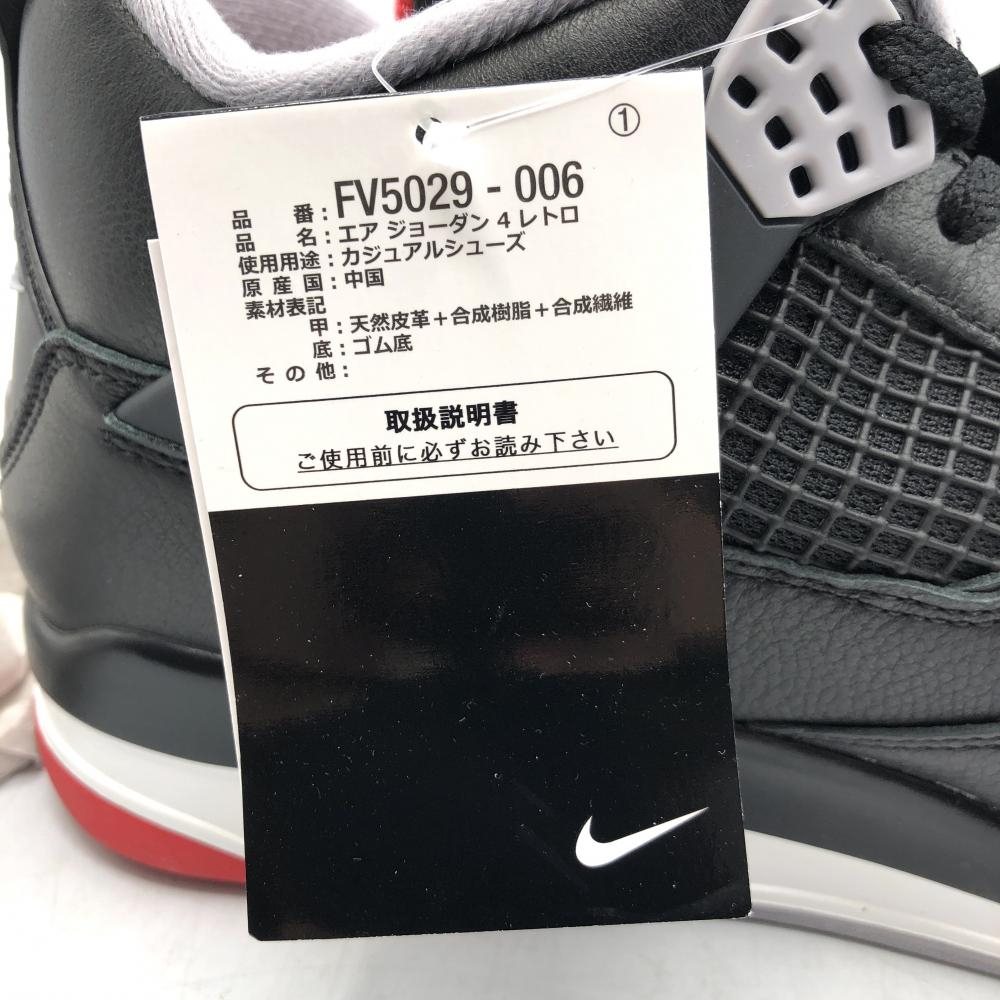 ①
品 番：FV5029 - 006
品 名：エア ジョーダン 4 レトロ
使用用途：カジュアルシューズ
原 産 国：中国
素材表記
甲：天然皮革＋合成樹脂＋合成繊維
底：ゴム底
そ の 他：
取扱説明書
ご使用前に必ずお読み下さい